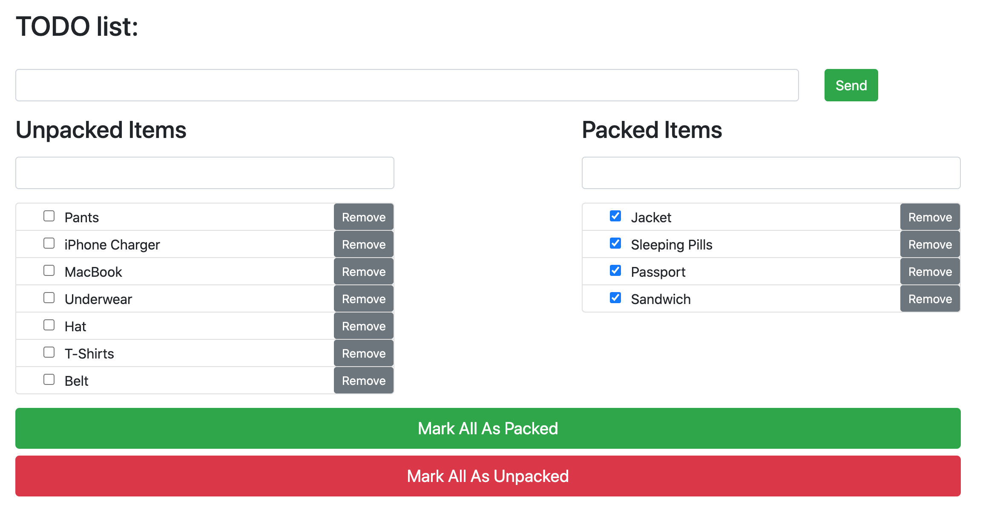 TODO list:
Send
Unpacked Items
Pants Remove
iPhone Charger Remove
MacBook Remove
Underwear Remove
Hat Remove
T-Shirts Remove
Belt Remove
Packed Items
Jacket Remove
Sleeping Pills Remove
Passport Remove
Sandwich Remove
Mark All As Packed
Mark All As Unpacked